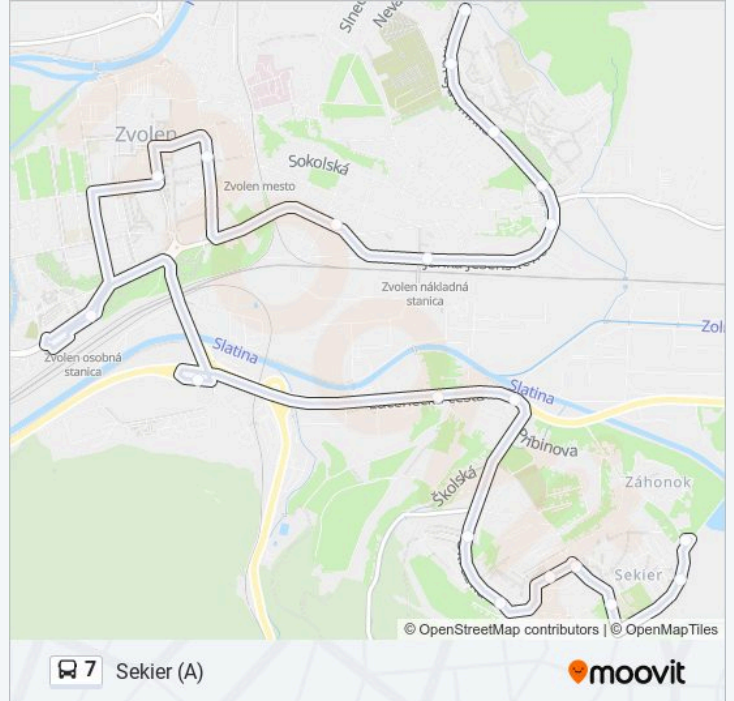 Zvolen
Sokolská
Zvolen mesto
Zvolen nákladná
stanica
Slatina
Zvolen osobná
stanica
Slatina
Pribinova
Školská
Záhonok
Sekier
© OpenStreetMap contributors | © OpenMapTiles
7 Sekier (A)
moovit